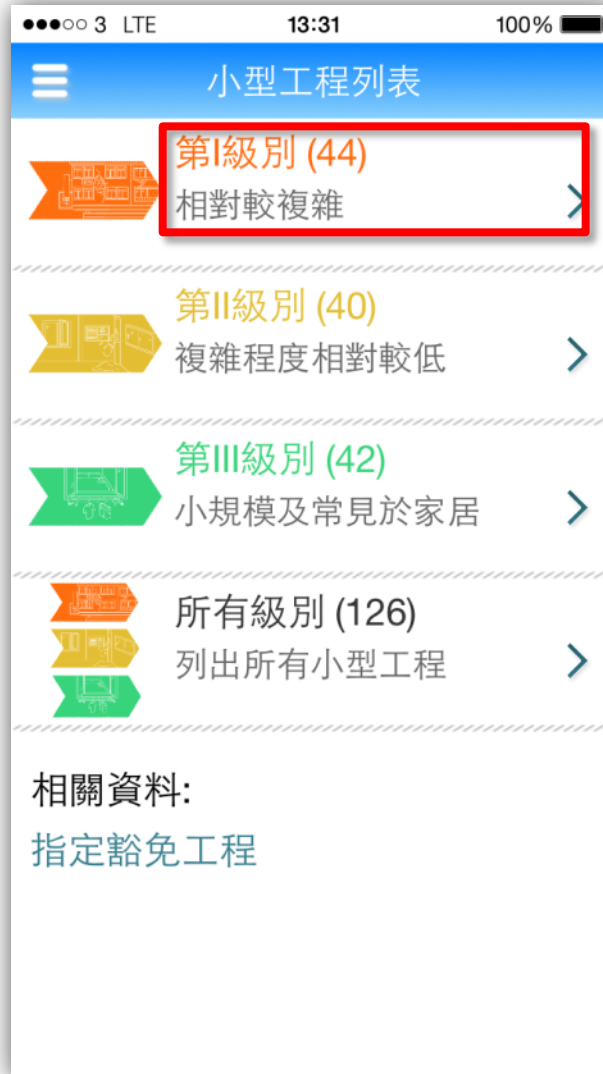 ●●●○○ 3 LTE 13:31 100%
小型工程列表
第I級別 (44)
相對較複雜
第II級別 (40)
複雜程度相對較低
第III級別 (42)
小規模及常見於家居
所有級別 (126)
列出所有小型工程
相關資料:
指定豁免工程